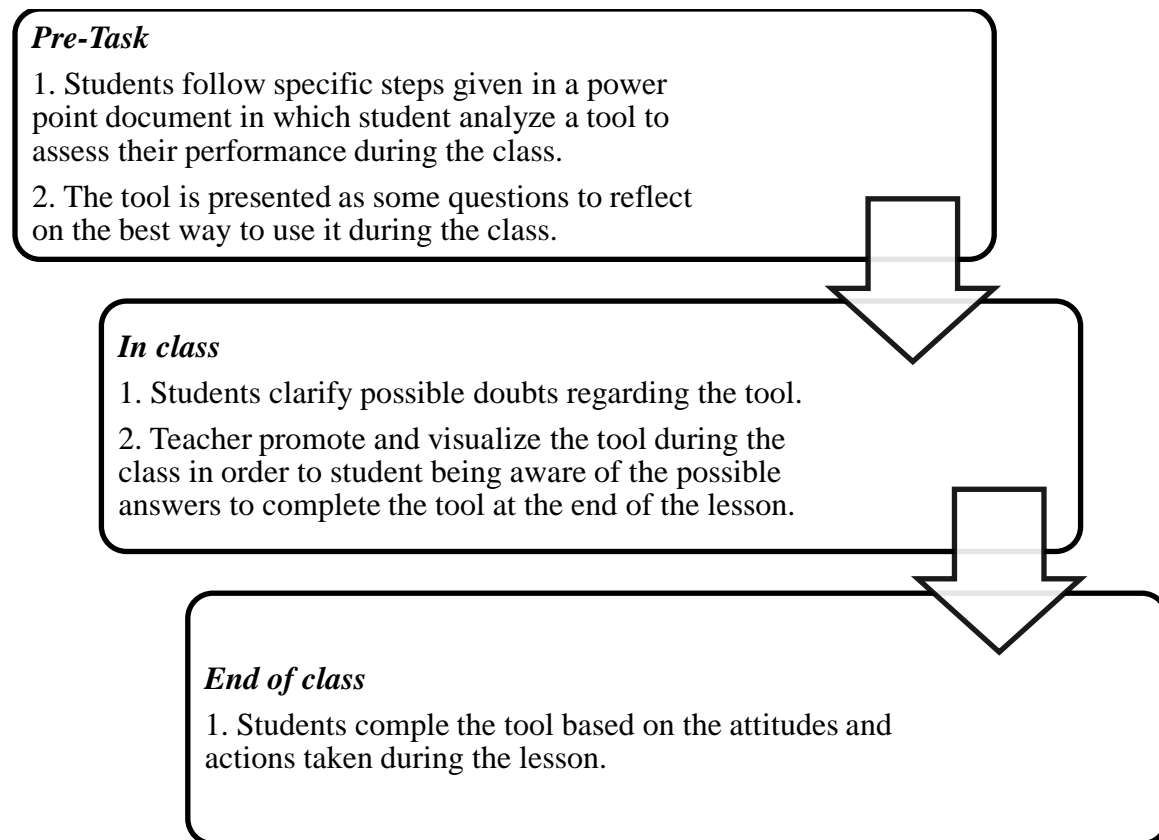 Pre-Task
1. Students follow specific steps given in a power
point document in which student analyze a tool to
assess their performance during the class.
2. The tool is presented as some questions to reflect
on the best way to use it during the class.
In class
1. Students clarify possible doubts regarding the tool.
2. Teacher promote and visualize the tool during the
class in order to student being aware of the possible
answers to complete the tool at the end of the lesson.
End of class
1. Students comple the tool based on the attitudes and
actions taken during the lesson.